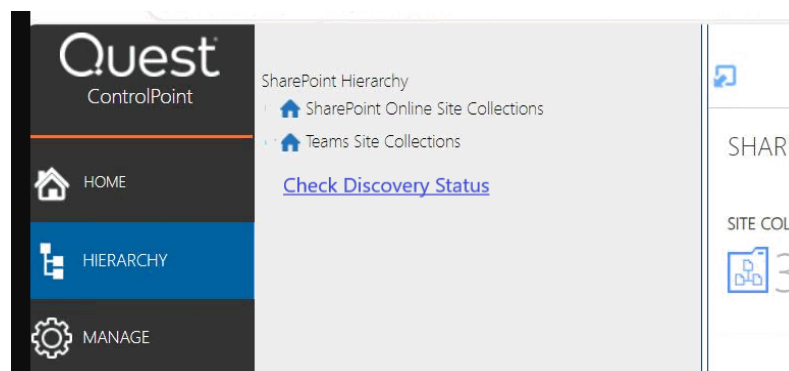 Quest
ControlPoint
HOME
HIERARCHY
MANAGE
SharePoint Hierarchy
SharePoint Online Site Collections
Teams Site Collections
Check Discovery Status
SHAR
SITE COL